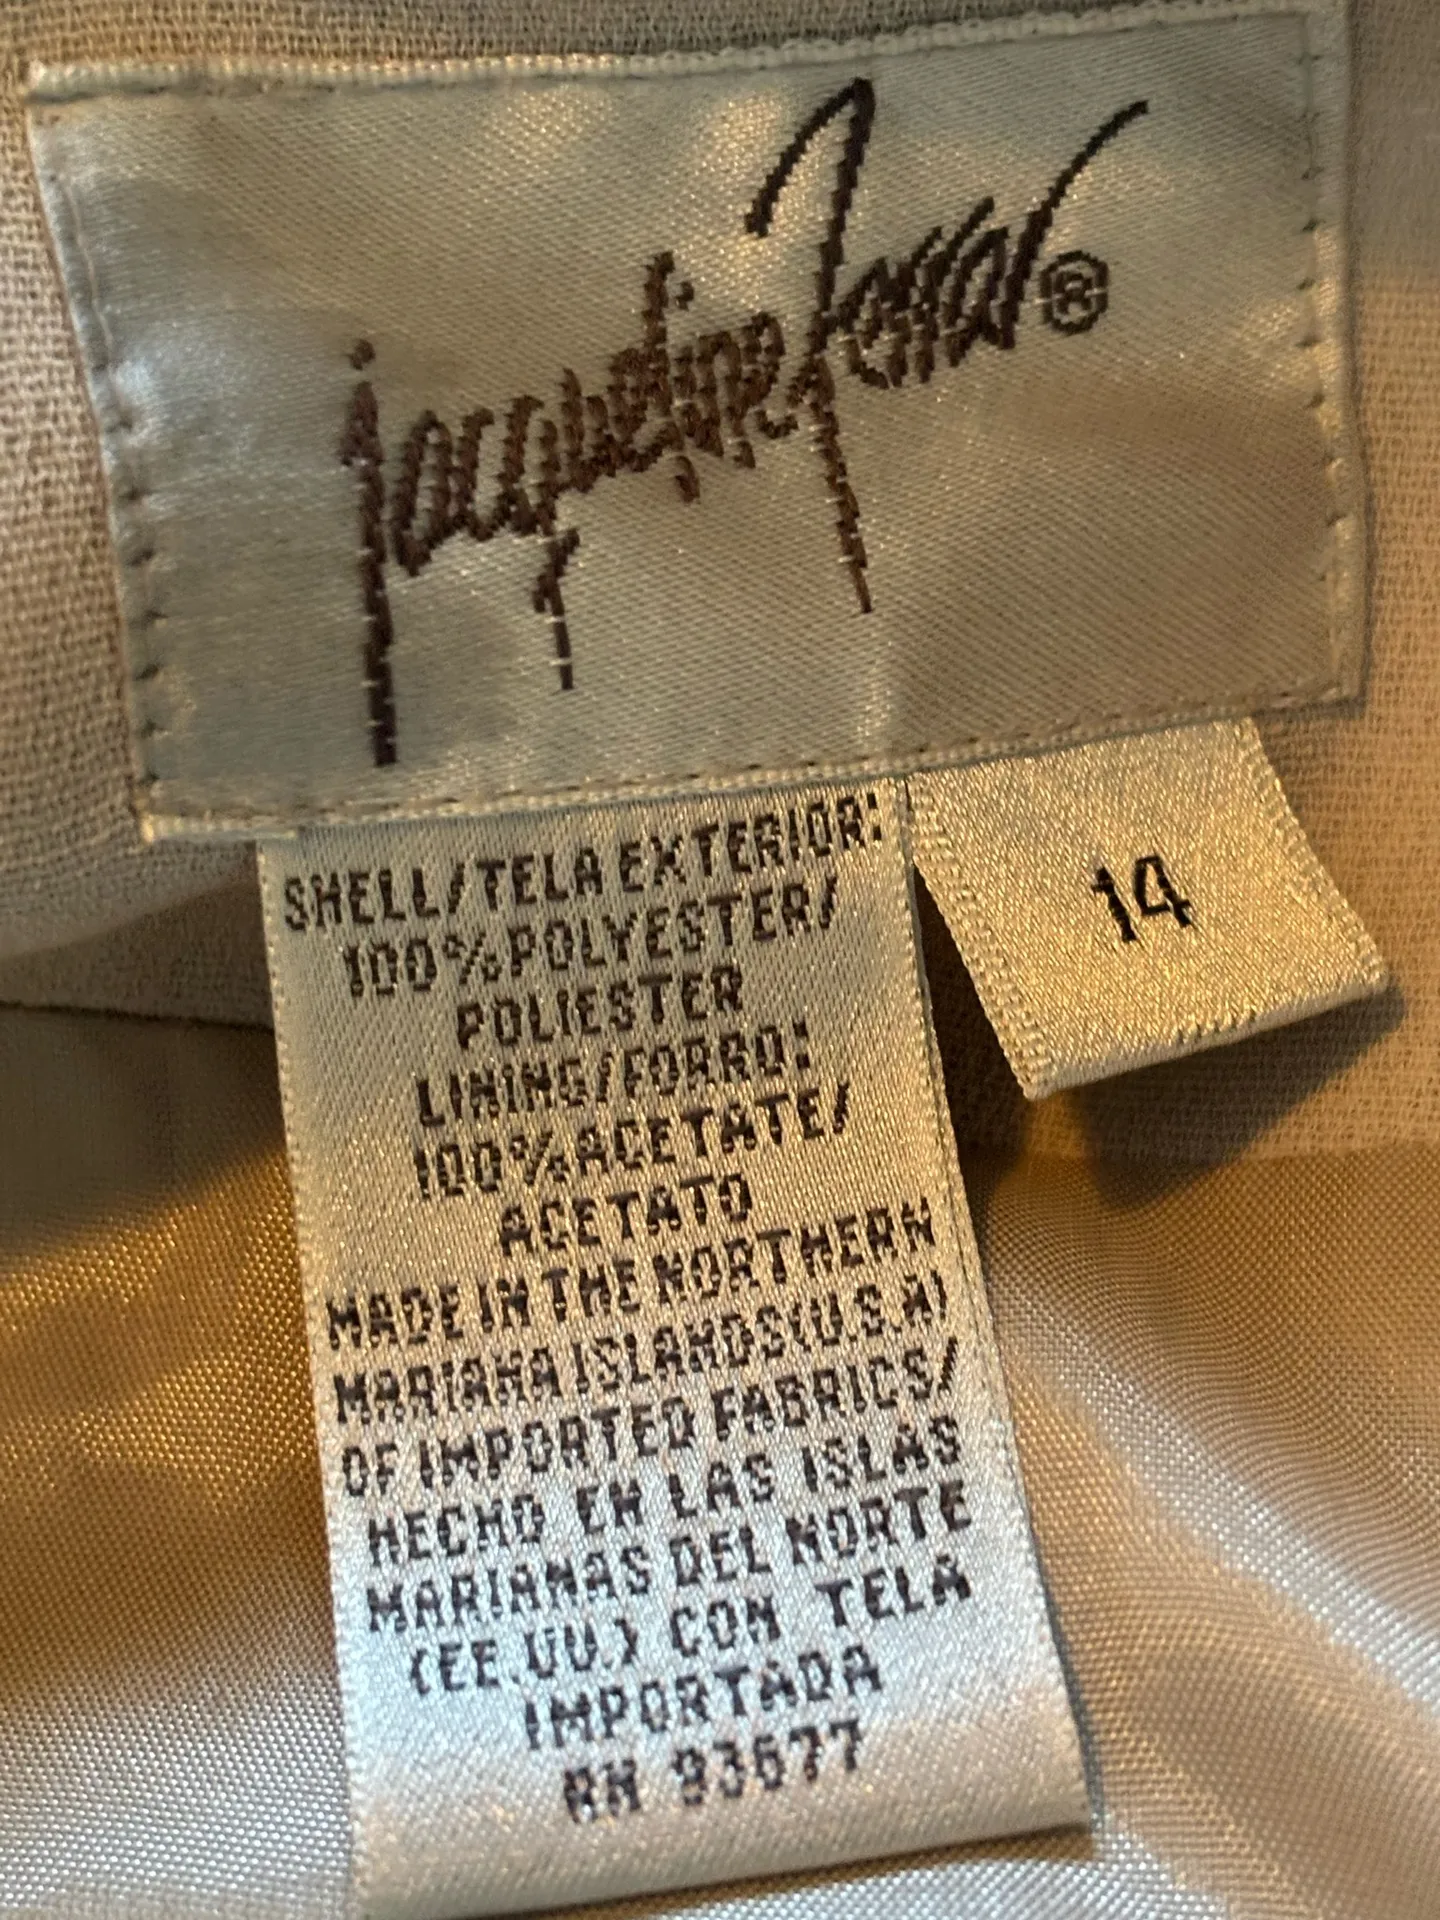 jacqueline Ferrar®
14
SHELL/TELA EXTERIOR:
100% POLYESTER/
POLIESTER
LINING/FORRO:
100% ACETATE/
ACETATO
MADE IN THE NORTHERN
MARIANA ISLANDS(U.S.A)
OF IMPORTED FABRICS/
HECHO EN LAS ISLAS
MARIANAS DEL NORTE
(EE.UU.) CON TELA
IMPORTADA
RN 93677